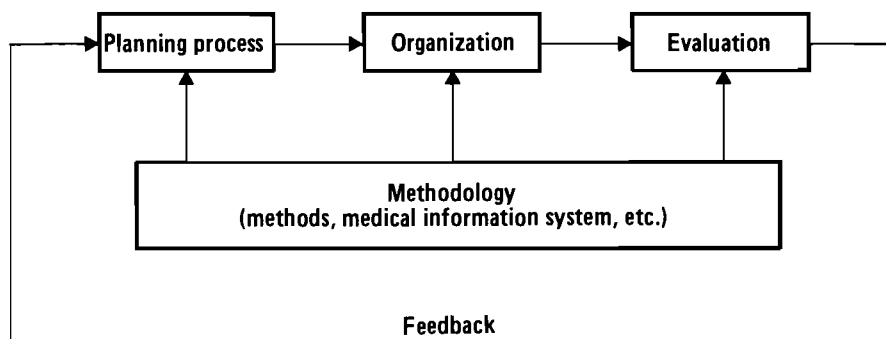 Planning process
Organization
Evaluation
Methodology
(methods, medical information system, etc.)
Feedback